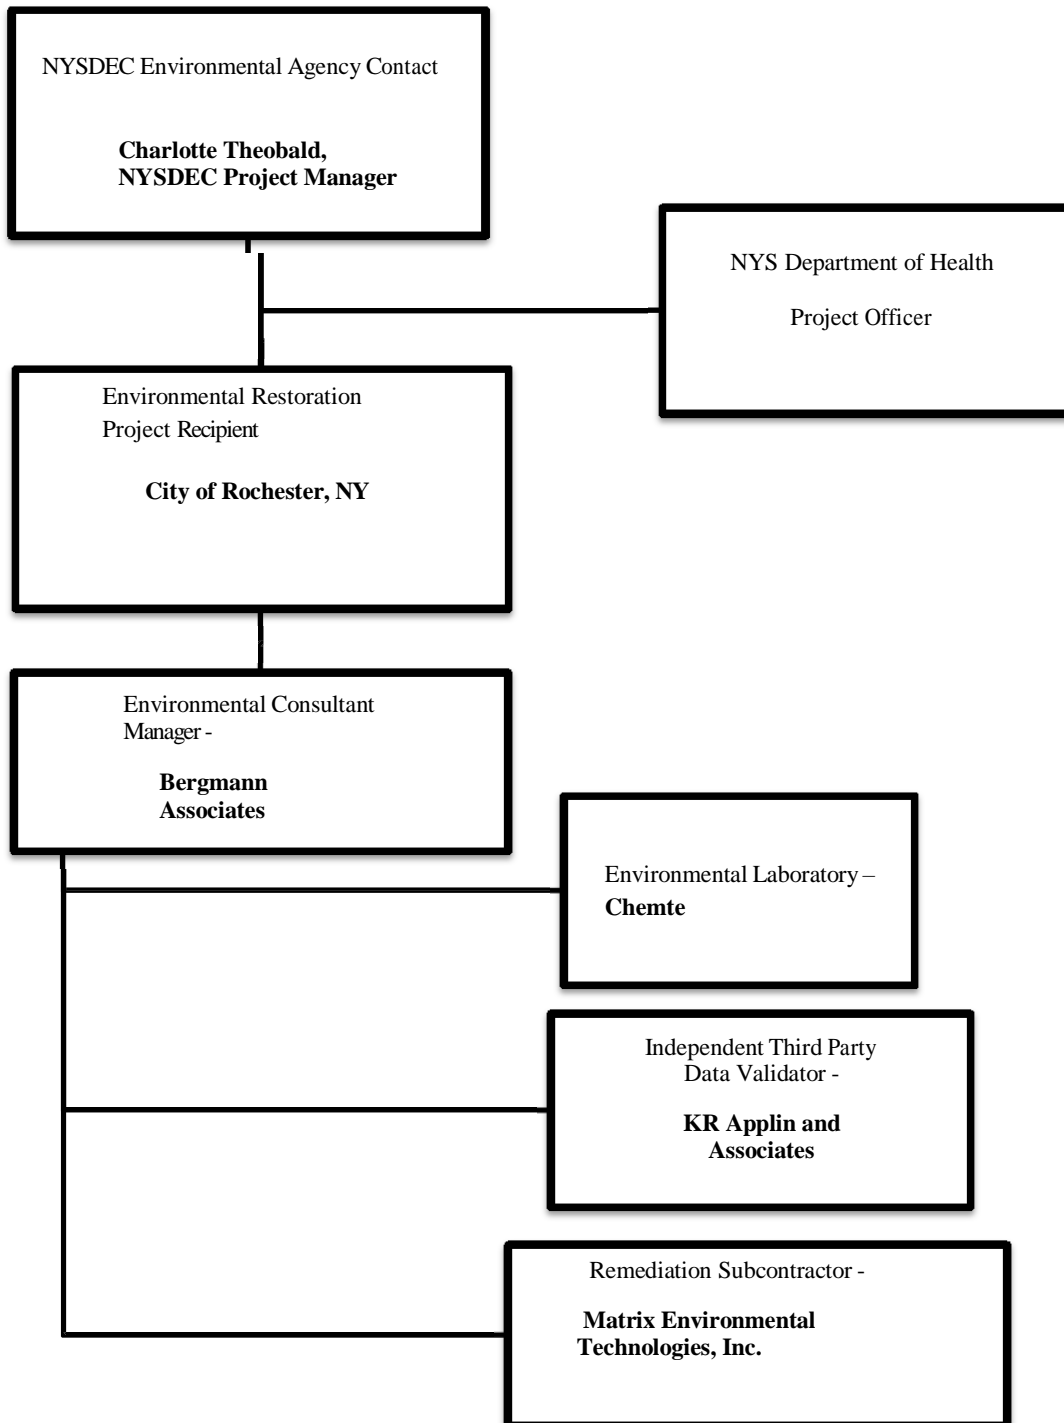 NYSDEC Environmental Agency Contact
Charlotte Theobald,
NYSDEC Project Manager
NYS Department of Health
Project Officer
Environmental Restoration
Project Recipient
City of Rochester, NY
Environmental Consultant
Manager -
Bergmann
Associates
Environmental Laboratory –
Chemte
Independent Third Party
Data Validator -
KR Applin and
Associates
Remediation Subcontractor -
Matrix Environmental
Technologies, Inc.